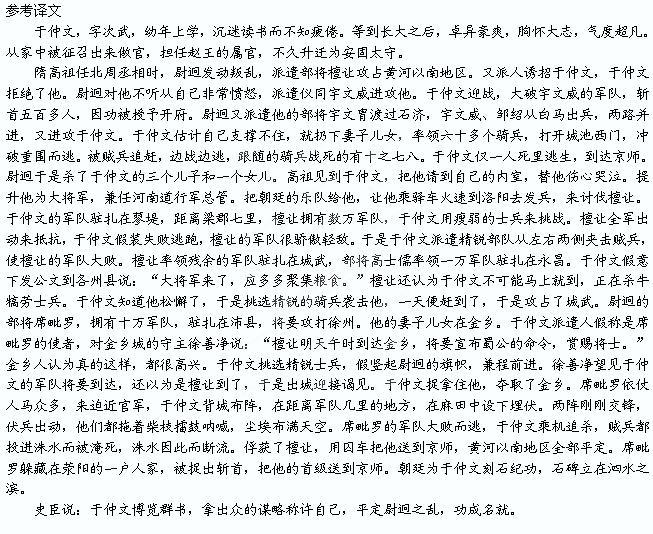 参考译文
于仲文，字次武，幼年上学，沉迷读书而不知疲倦。等到长大之后，卓异豪爽，胸怀大志，气度超凡。
从家中被征召出来做官，担任赵王的属官，不久升迁为安固太守。
隋高祖任北周丞相时，尉迥发动叛乱，派遣部将檀让攻占黄河以南地区。又派人诱招于仲文，于仲文
拒绝了他。尉迥对他不听从自己非常愤怒，派遣仪同宇文威进攻他。于仲文迎战，大破宇文威的军队，斩
首五百多人，因功被授予开府。尉迥又派遣他的部将宇文胄渡过石济，宇文威、邹绍从白马出兵，两路并
进，又进攻于仲文。于仲文估计自己支撑不住，就扔下妻子儿女，率领六十多个骑兵，打开城池西门，冲
破重围而逃。被贼兵追赶，边战边逃，跟随的骑兵战死的有十之七八。于仲文仅一人死里逃生，到达京师。
尉迥于是杀了于仲文的三个儿子和一个女儿。高祖见到于仲文，把他请到自己的内室，替他伤心哭泣。提
升他为大将军，兼任河南道行军总管。把朝廷的乐队给他，让他乘驿车火速到洛阳去发兵，来讨伐檀让。
于仲文的军队驻扎在蓼堤，距离梁郡七里，檀让拥有数万军队，于仲文用瘦弱的士兵来挑战。檀让全军出
动来抵抗，于仲文假装失败逃跑，檀让的军队很骄傲轻敌。于是于仲文派遣精锐部队从左右两侧夹击贼兵，
使檀让的军队大败。檀让率领残余的军队驻扎在城武，部将高士儒率领一万军队驻扎在永昌。于仲文假意
下发公文到各州县说：“大将军来了，应多多聚集粮食。”檀让还认为于仲文不可能马上就到，正在杀牛
犒劳士兵。于仲文知道他松懈了，于是挑选精锐的骑兵袭击他，一天便赶到了，于是攻占了城武。尉迥的
部将席毗罗，拥有十万军队，驻扎在沛县，将要攻打徐州。他的妻子儿女在金乡。于仲文派遣人假称是席
毗罗的使者，对金乡城的守主徐善净说：“檀让明天午时到达金乡，将要宣布蜀公的命令，赏赐将士。”
金乡人认为真的这样，都很高兴。于仲文挑选精锐士兵，假竖起尉迥的旗帜，兼程前进。徐善净望见于仲
文的军队将要到达，还以为是檀让到了，于是出城迎接谒见。于仲文捉拿住他，夺取了金乡。席毗罗依仗
人马众多，来迫近官军，于仲文背城布阵，在距离军队几里的地方，在麻田中设下埋伏。两阵刚刚交锋，
伏兵出动，他们都拖着柴枝擂鼓呐喊，尘埃布满天空。席毗罗的军队大败而逃，于仲文乘机追杀，贼兵都
投进洙水而被淹死，洙水因此而断流。俘获了檀让，用囚车把他送到京师，黄河以南地区全部平定。席毗
罗躲藏在荥阳的一户人家，被捉出斩首，把他的首级送到京师。朝廷为于仲文刻石纪功，石碑立在泗水之
滨。
史臣说：于仲文博览群书，拿出众的谋略称许自己，平定尉迥之乱，功成名就。